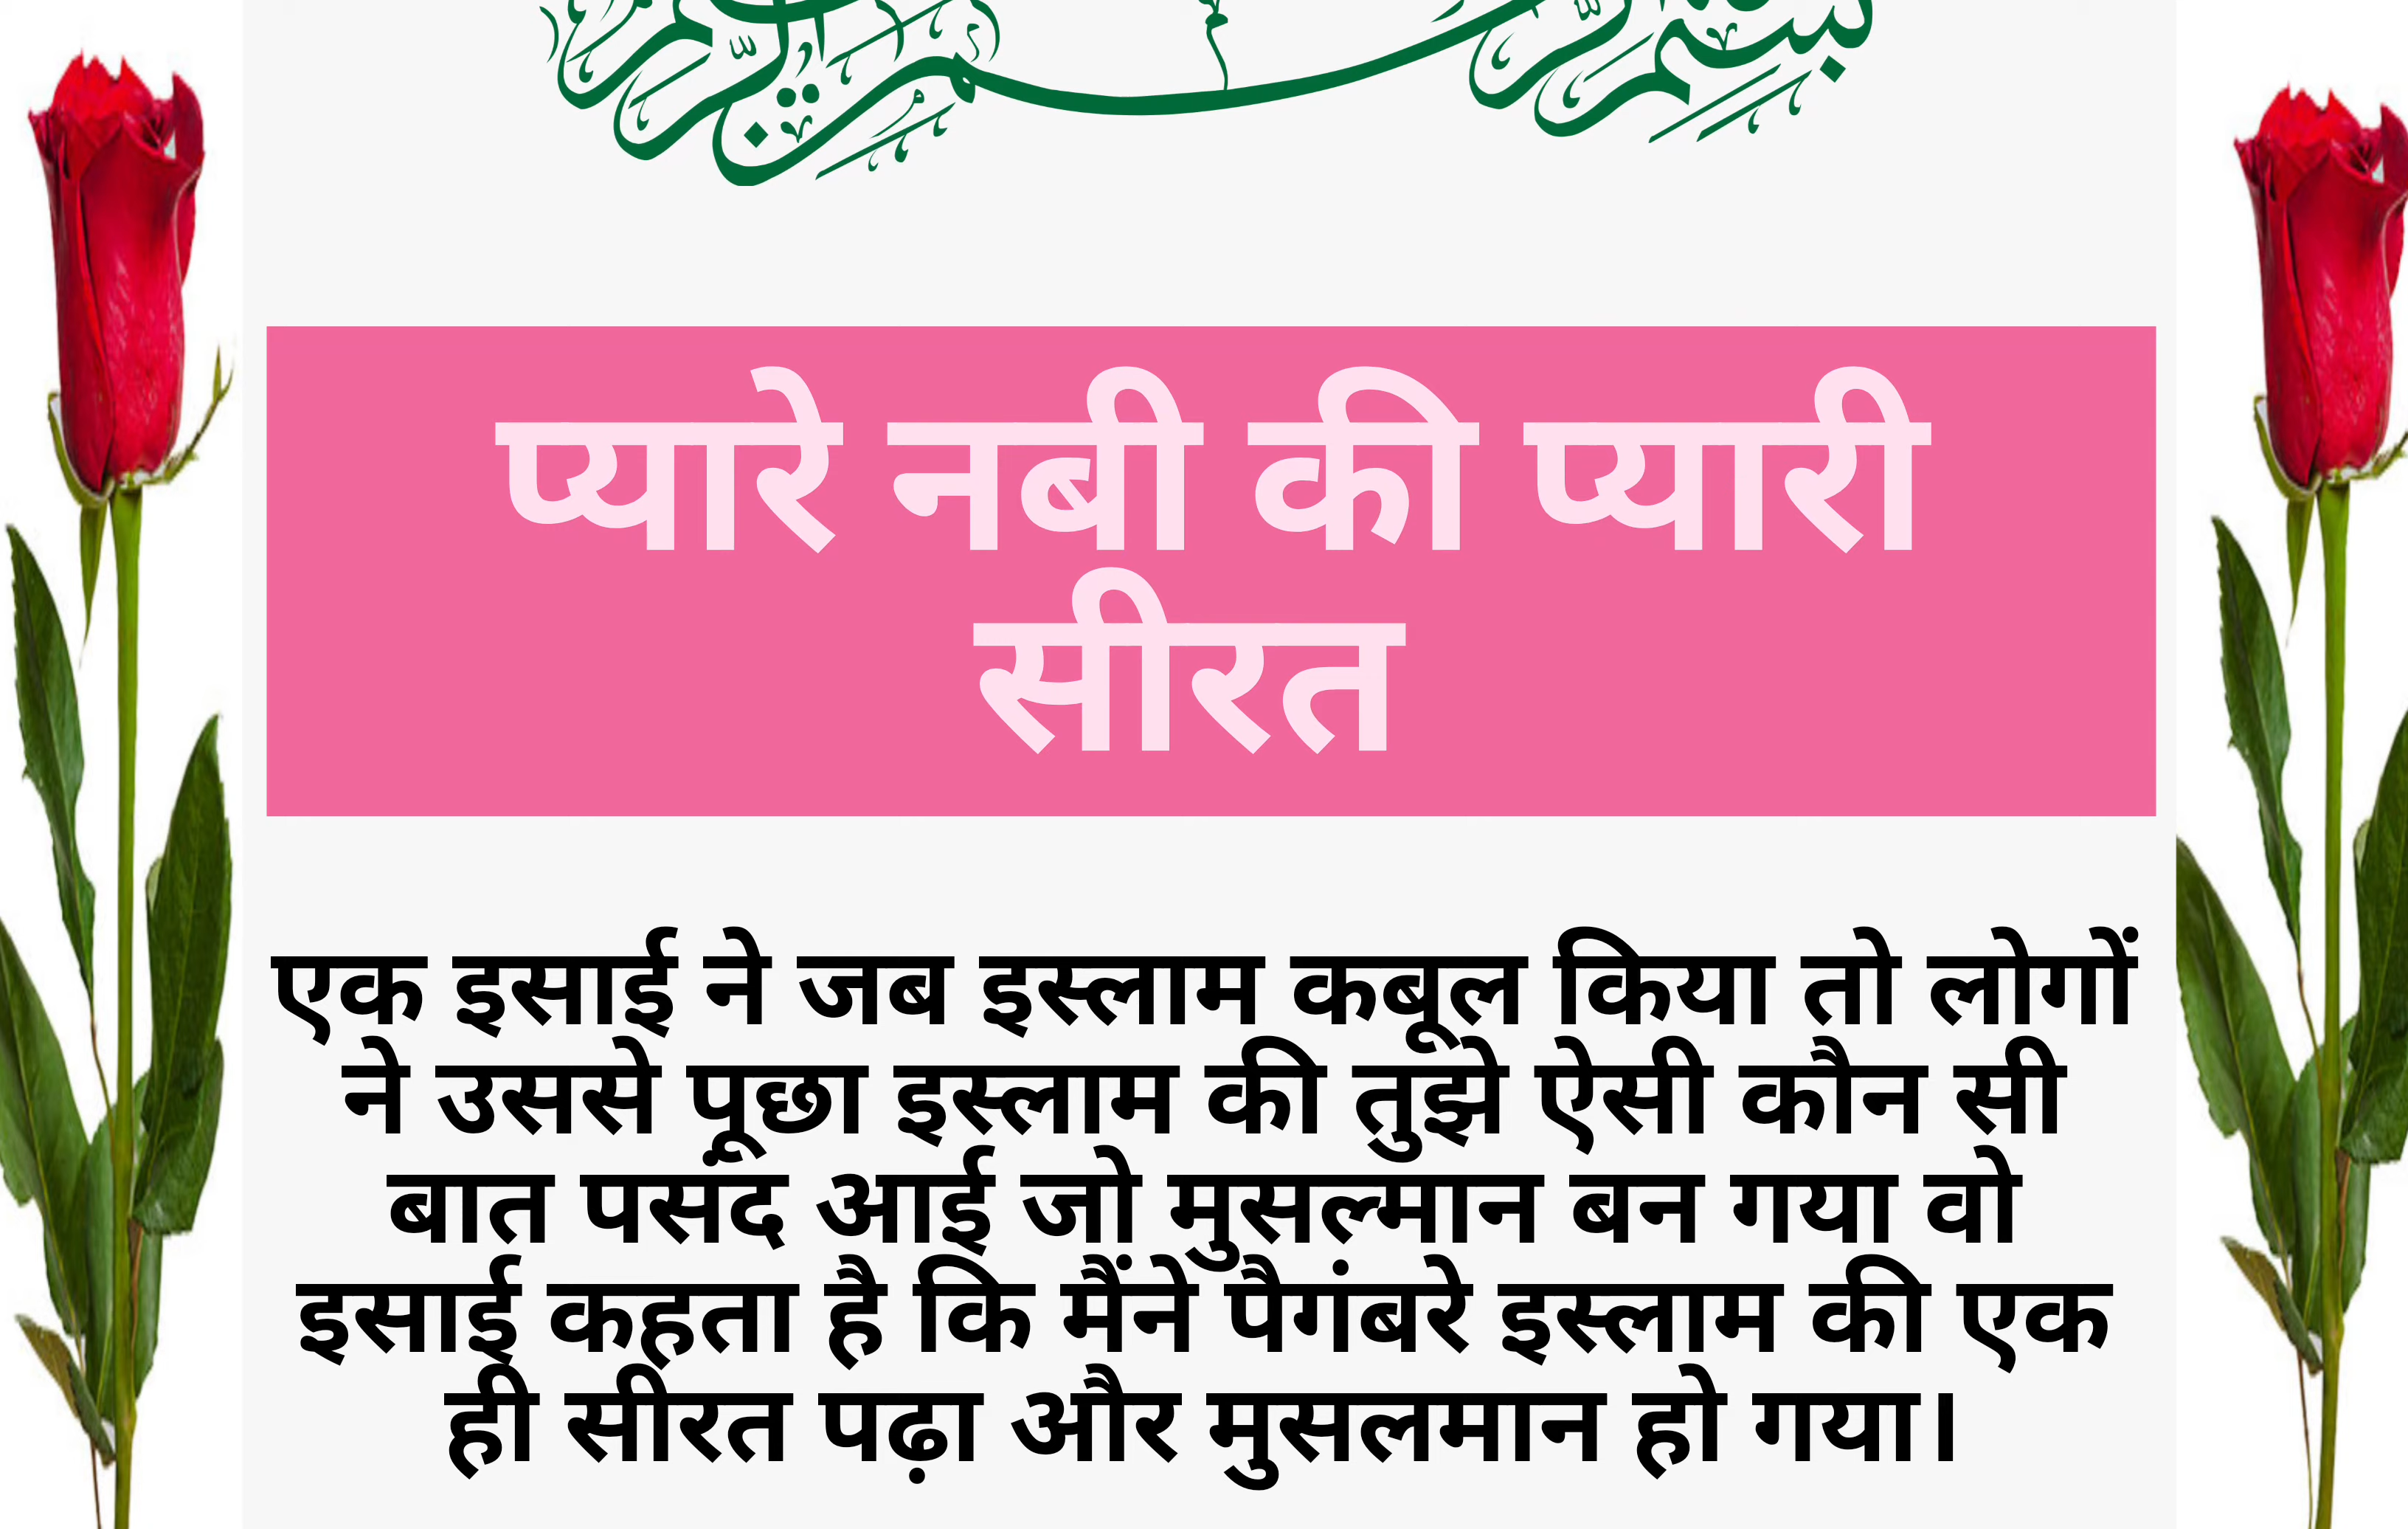 प्यारे नबी की प्यारी
सीरत
एक इसाई ने जब इस्लाम कबूल किया तो लोगों
ने उससे पूछा इस्लाम की तुझे ऐसी कौन सी
बात पसंद आई जो मुसल्मान बन गया वो
इसाई कहता है कि मैंने पैगंबरे इस्लाम की एक
ही सीरत पढ़ा और मुसलमान हो गया।